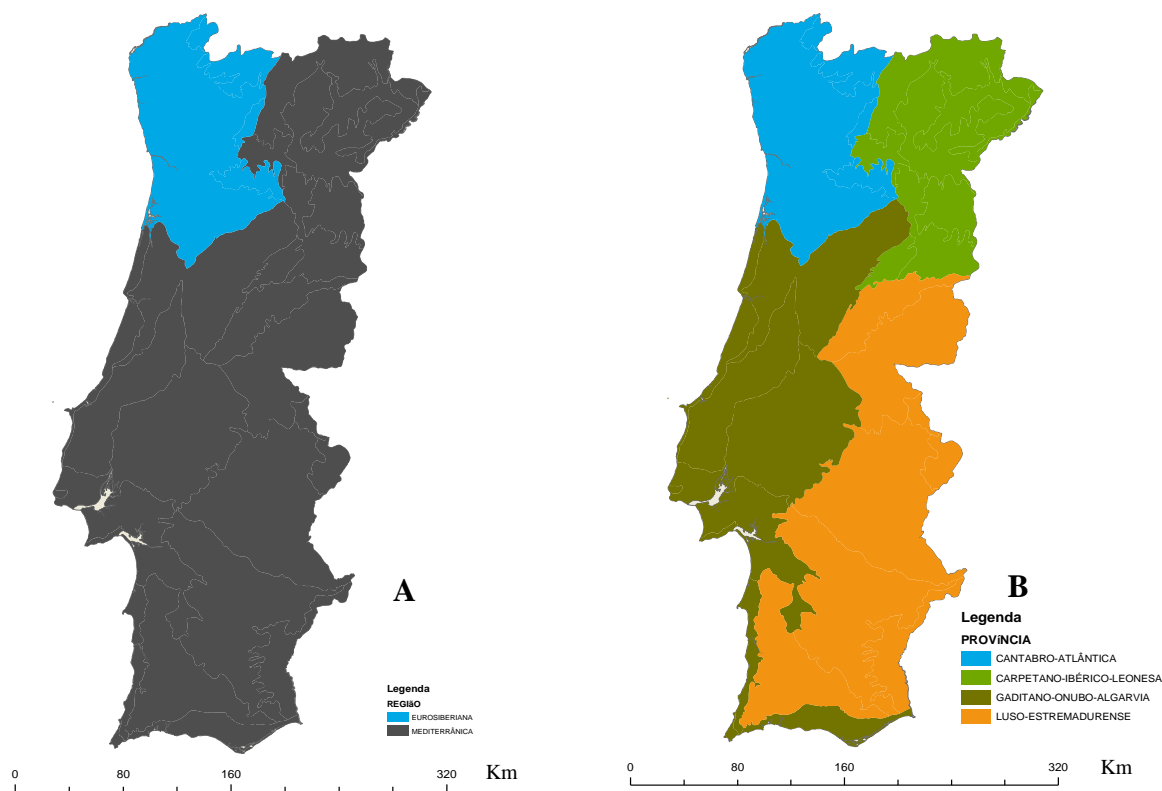 A
Legenda
REGIãO
EUROSIBERIANA
MEDITERRÂNICA
0 80 160 320 Km
B
Legenda
PROVíNCIA
CANTABRO-ATLÂNTICA
CARPETANO-IBÉRICO-LEONESA
GADITANO-ONUBO-ALGARVIA
LUSO-ESTREMADURENSE
0 80 160 320 Km